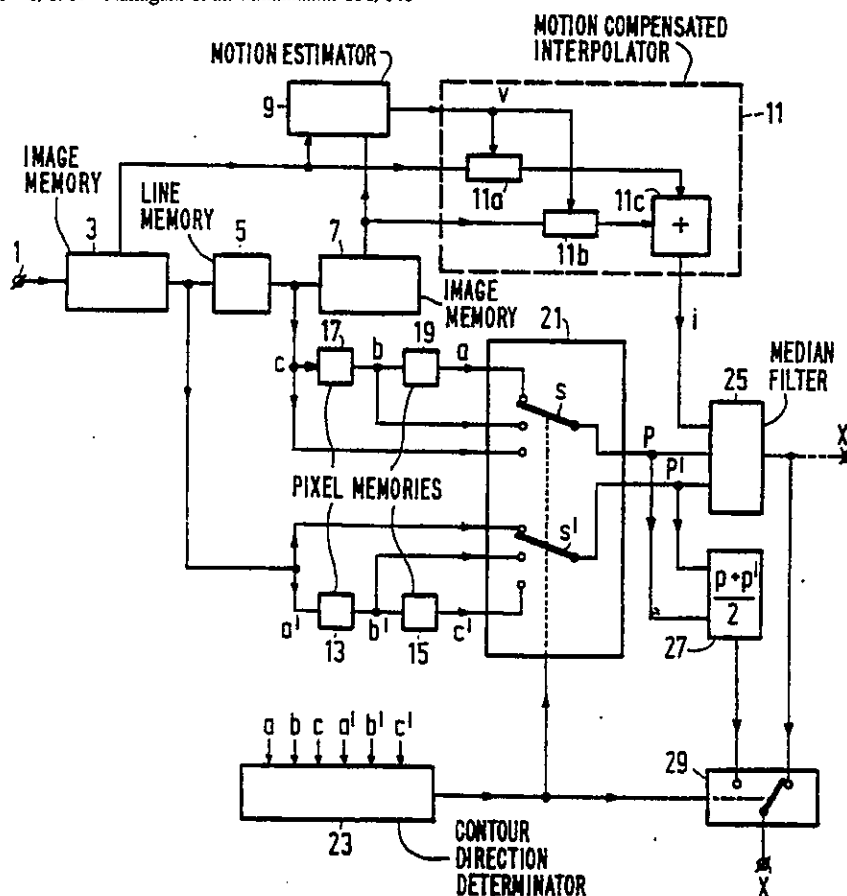 MOTION COMPENSATED
INTERPOLATOR
MOTION ESTIMATOR
9
V
11
IMAGE
MEMORY
LINE
MEMORY
11a
11c
+
3
5
7
11b
1
IMAGE
MEMORY
i
17
19
21
MEDIAN
FILTER
c
b
a
25
s
P
X
P'
PIXEL MEMORIES
s'
p+p'
2
a'
13
b'
15
c'
27
a b c a' b' c'
29
23
CONTOUR
DIRECTION
DETERMINATOR
X